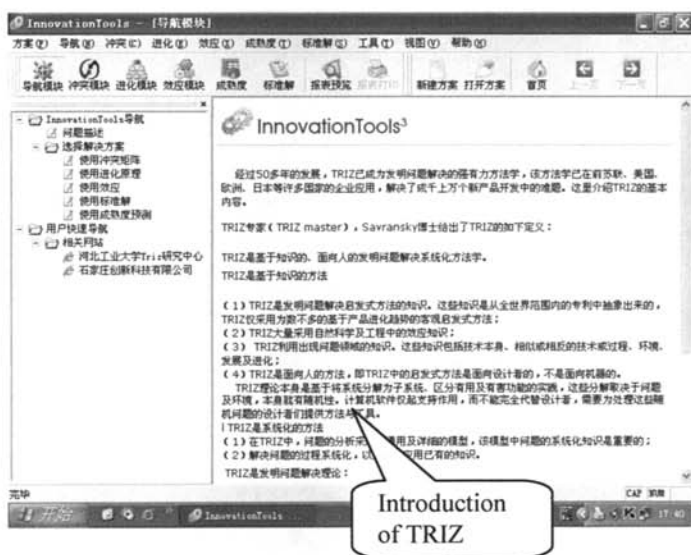 InnovationTools - [导航模块]
方案(F) 导航(N) 冲突(C) 进化(E) 效应(E) 成熟度(T) 标准解(S) 工具(T) 视图(V) 帮助(H)
导航模块 冲突模块 进化模块 效应模块 成熟度 标准解 报表预览 报表打印 新建方案 打开方案 首页 上一页 下一页
InnovationTools导航
问题描述
选择解决方案
使用冲突矩阵
使用进化原理
使用效应
使用标准解
使用成熟度预测
用户快速导航
相关网站
河北工业大学Triz研究中心
石家庄创新科技有限公司
InnovationTools³
经过50多年的发展,TRIZ已成为发明问题解决的强有力方法学,该方法学已在前苏联、美国、
欧洲、日本等许多国家的企业应用,解决了成千上万个新产品开发中的难题。这里介绍TRIZ的基本
内容。
TRIZ专家(TRIZ master),Savransky博士给出了TRIZ的如下定义:
TRIZ是基于知识的、面向人的发明问题解决系统化方法学。
TRIZ是基于知识的方法
(1)TRIZ是发明问题解决启发式方法的知识。这些知识是从全世界范围内的专利中抽象出来的,
TRIZ仅采用为数不多的基于产品进化趋势的客观启发式方法;
(2)TRIZ大量采用自然科学及工程中的效应知识;
(3) TRIZ利用出现问题领域的知识。这些知识包括技术本身、相似或相反的技术或过程、环境、
发展及进化;
(4)TRIZ是面向人的方法,即TRIZ中的启发式方法是面向设计者的,不是面向机器的。
TRIZ理论本身是基于将系统分解为子系统、区分有用及有害功能的实践,这些分解取决于问题
及环境,本身就有随机性。计算机软件仅起支持作用,而不能完全代替设计者,需要为处理这些随
机问题的设计者们提供方法与工具。
TRIZ是系统化的方法
(1)在TRIZ中,问题的分析采 用及详细的模型,该模型中问题的系统化知识是重要的;
(2)解决问题的过程系统化,以 应用已有的知识。
TRIZ是发明问题解决理论:
Introduction
of TRIZ
完毕 CAP NUM
开始 InnovationTools 17:40